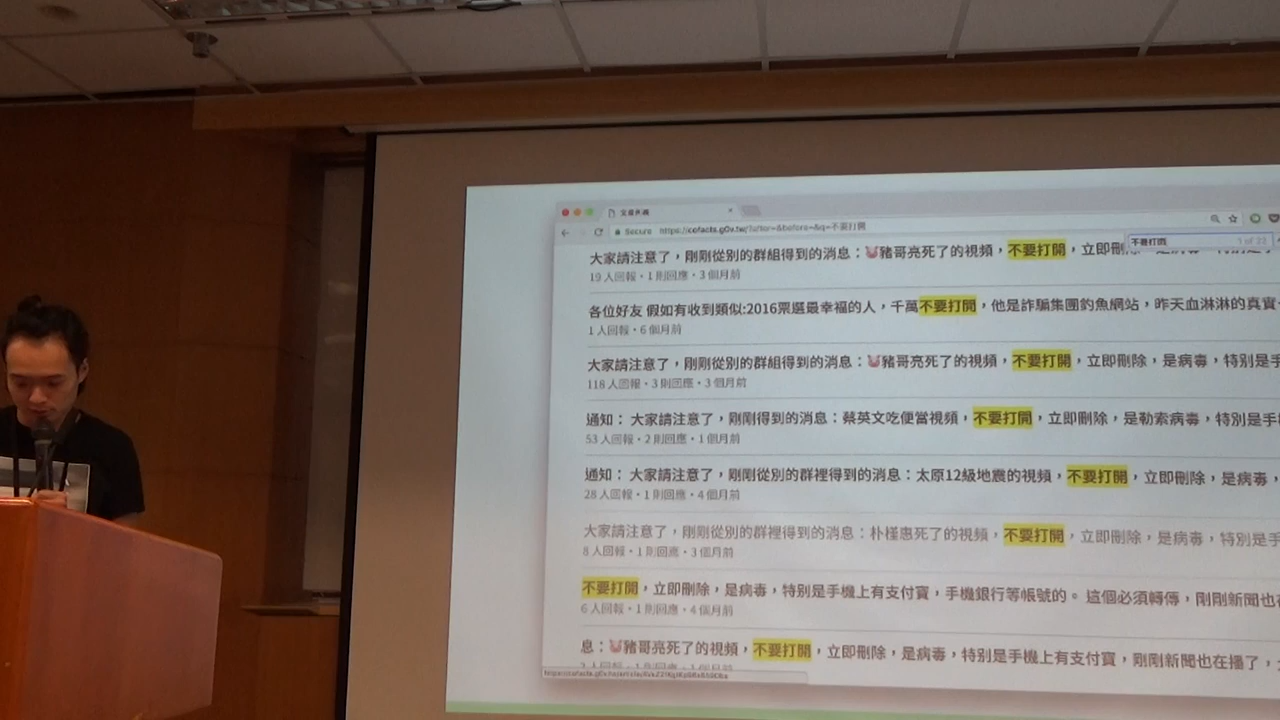 文章列表
Secure https://cofacts.g0v.tw/?after=&before=&q=不要打開
不要打開 1 of 22
大家請注意了，剛剛從別的群組得到的消息：🐷豬哥亮死了的視頻，不要打開，立即刪
19 人回報・1 則回應・3 個月前
各位好友 假如有收到類似:2016票選最幸福的人，千萬不要打開，他是詐騙集團釣魚網站，昨天血淋淋的真實
1 人回報・6 個月前
大家請注意了，剛剛從別的群組得到的消息：🐷豬哥亮死了的視頻，不要打開，立即刪除，是病毒，特別是手
118 人回報・3 則回應・3 個月前
通知： 大家請注意了，剛剛得到的消息：蔡英文吃便當視頻，不要打開，立即刪除，是勒索病毒，特別是手
53 人回報・2 則回應・1 個月前
通知： 大家請注意了，剛剛從別的群裡得到的消息：太原12級地震的視頻，不要打開，立即刪除，是病毒，
28 人回報・1 則回應・4 個月前
大家請注意了，剛剛從別的群裡得到的消息：朴槿惠死了的視頻，不要打開，立即刪除，是病毒，特別是手
8 人回報・1 則回應・3 個月前
不要打開，立即刪除，是病毒，特別是手機上有支付寶，手機銀行等帳號的。 這個必須轉傳，剛剛新聞也
6 人回報・1 則回應・4 個月前
息：🐷豬哥亮死了的視頻，不要打開，立即刪除，是病毒，特別是手機上有支付寶，剛剛新聞也在播了，